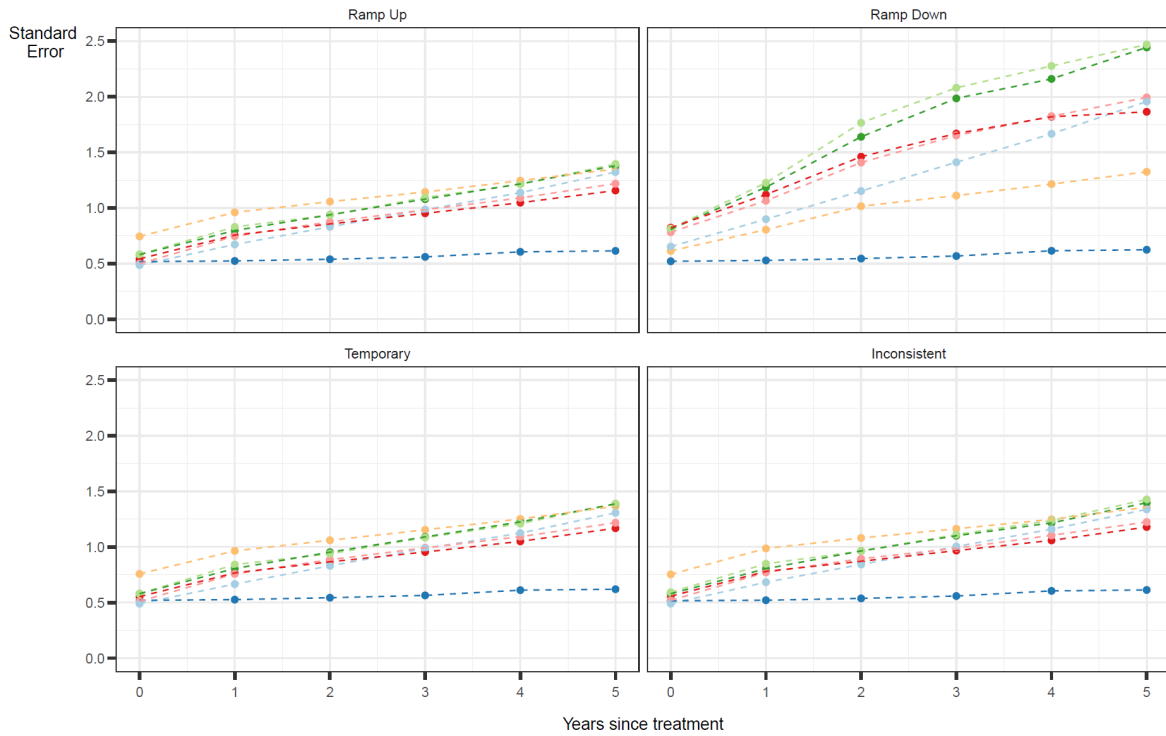 Ramp Up
Ramp Down
Standard
Error
2.5
2.0
1.5
1.0
0.5
0.0
Temporary
Inconsistent
2.5
2.0
1.5
1.0
0.5
0.0
0 1 2 3 4 5
0 1 2 3 4 5
Years since treatment